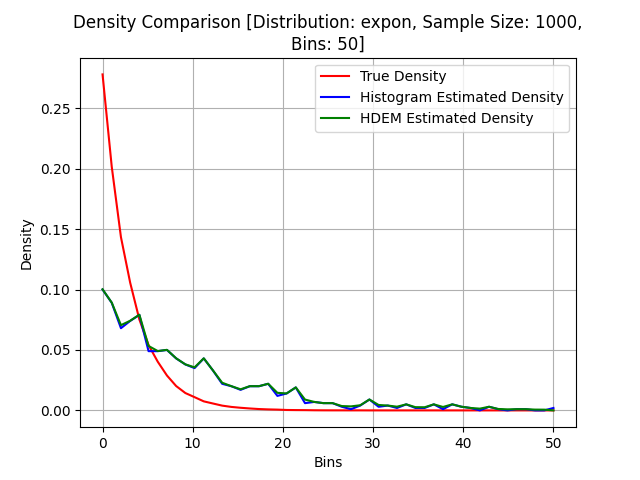 Density Comparison [Distribution: expon, Sample Size: 1000,
Bins: 50]
True Density
Histogram Estimated Density
HDEM Estimated Density
Density
0.25
0.20
0.15
0.10
0.05
0.00
0 10 20 30 40 50
Bins